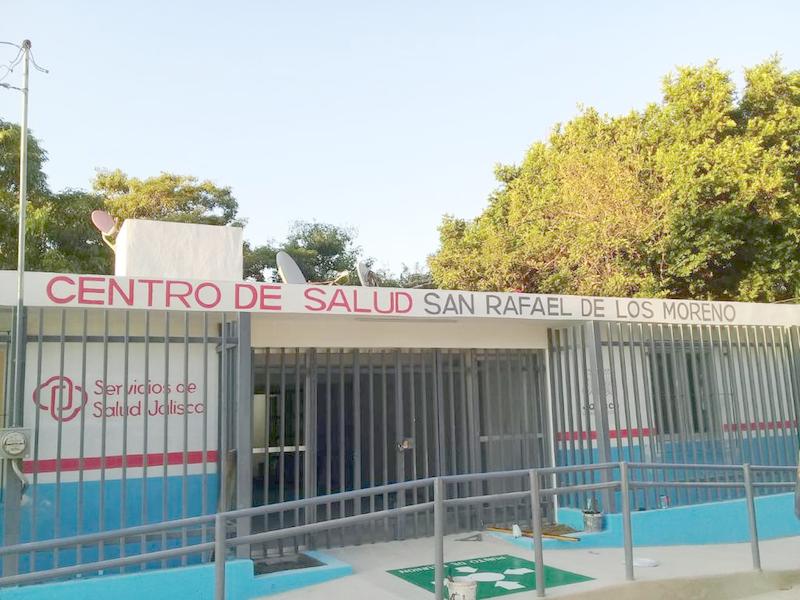 CENTRO DE SALUD SAN RAFAEL DE LOS MORENO
Servicios de
Salud Jalisco